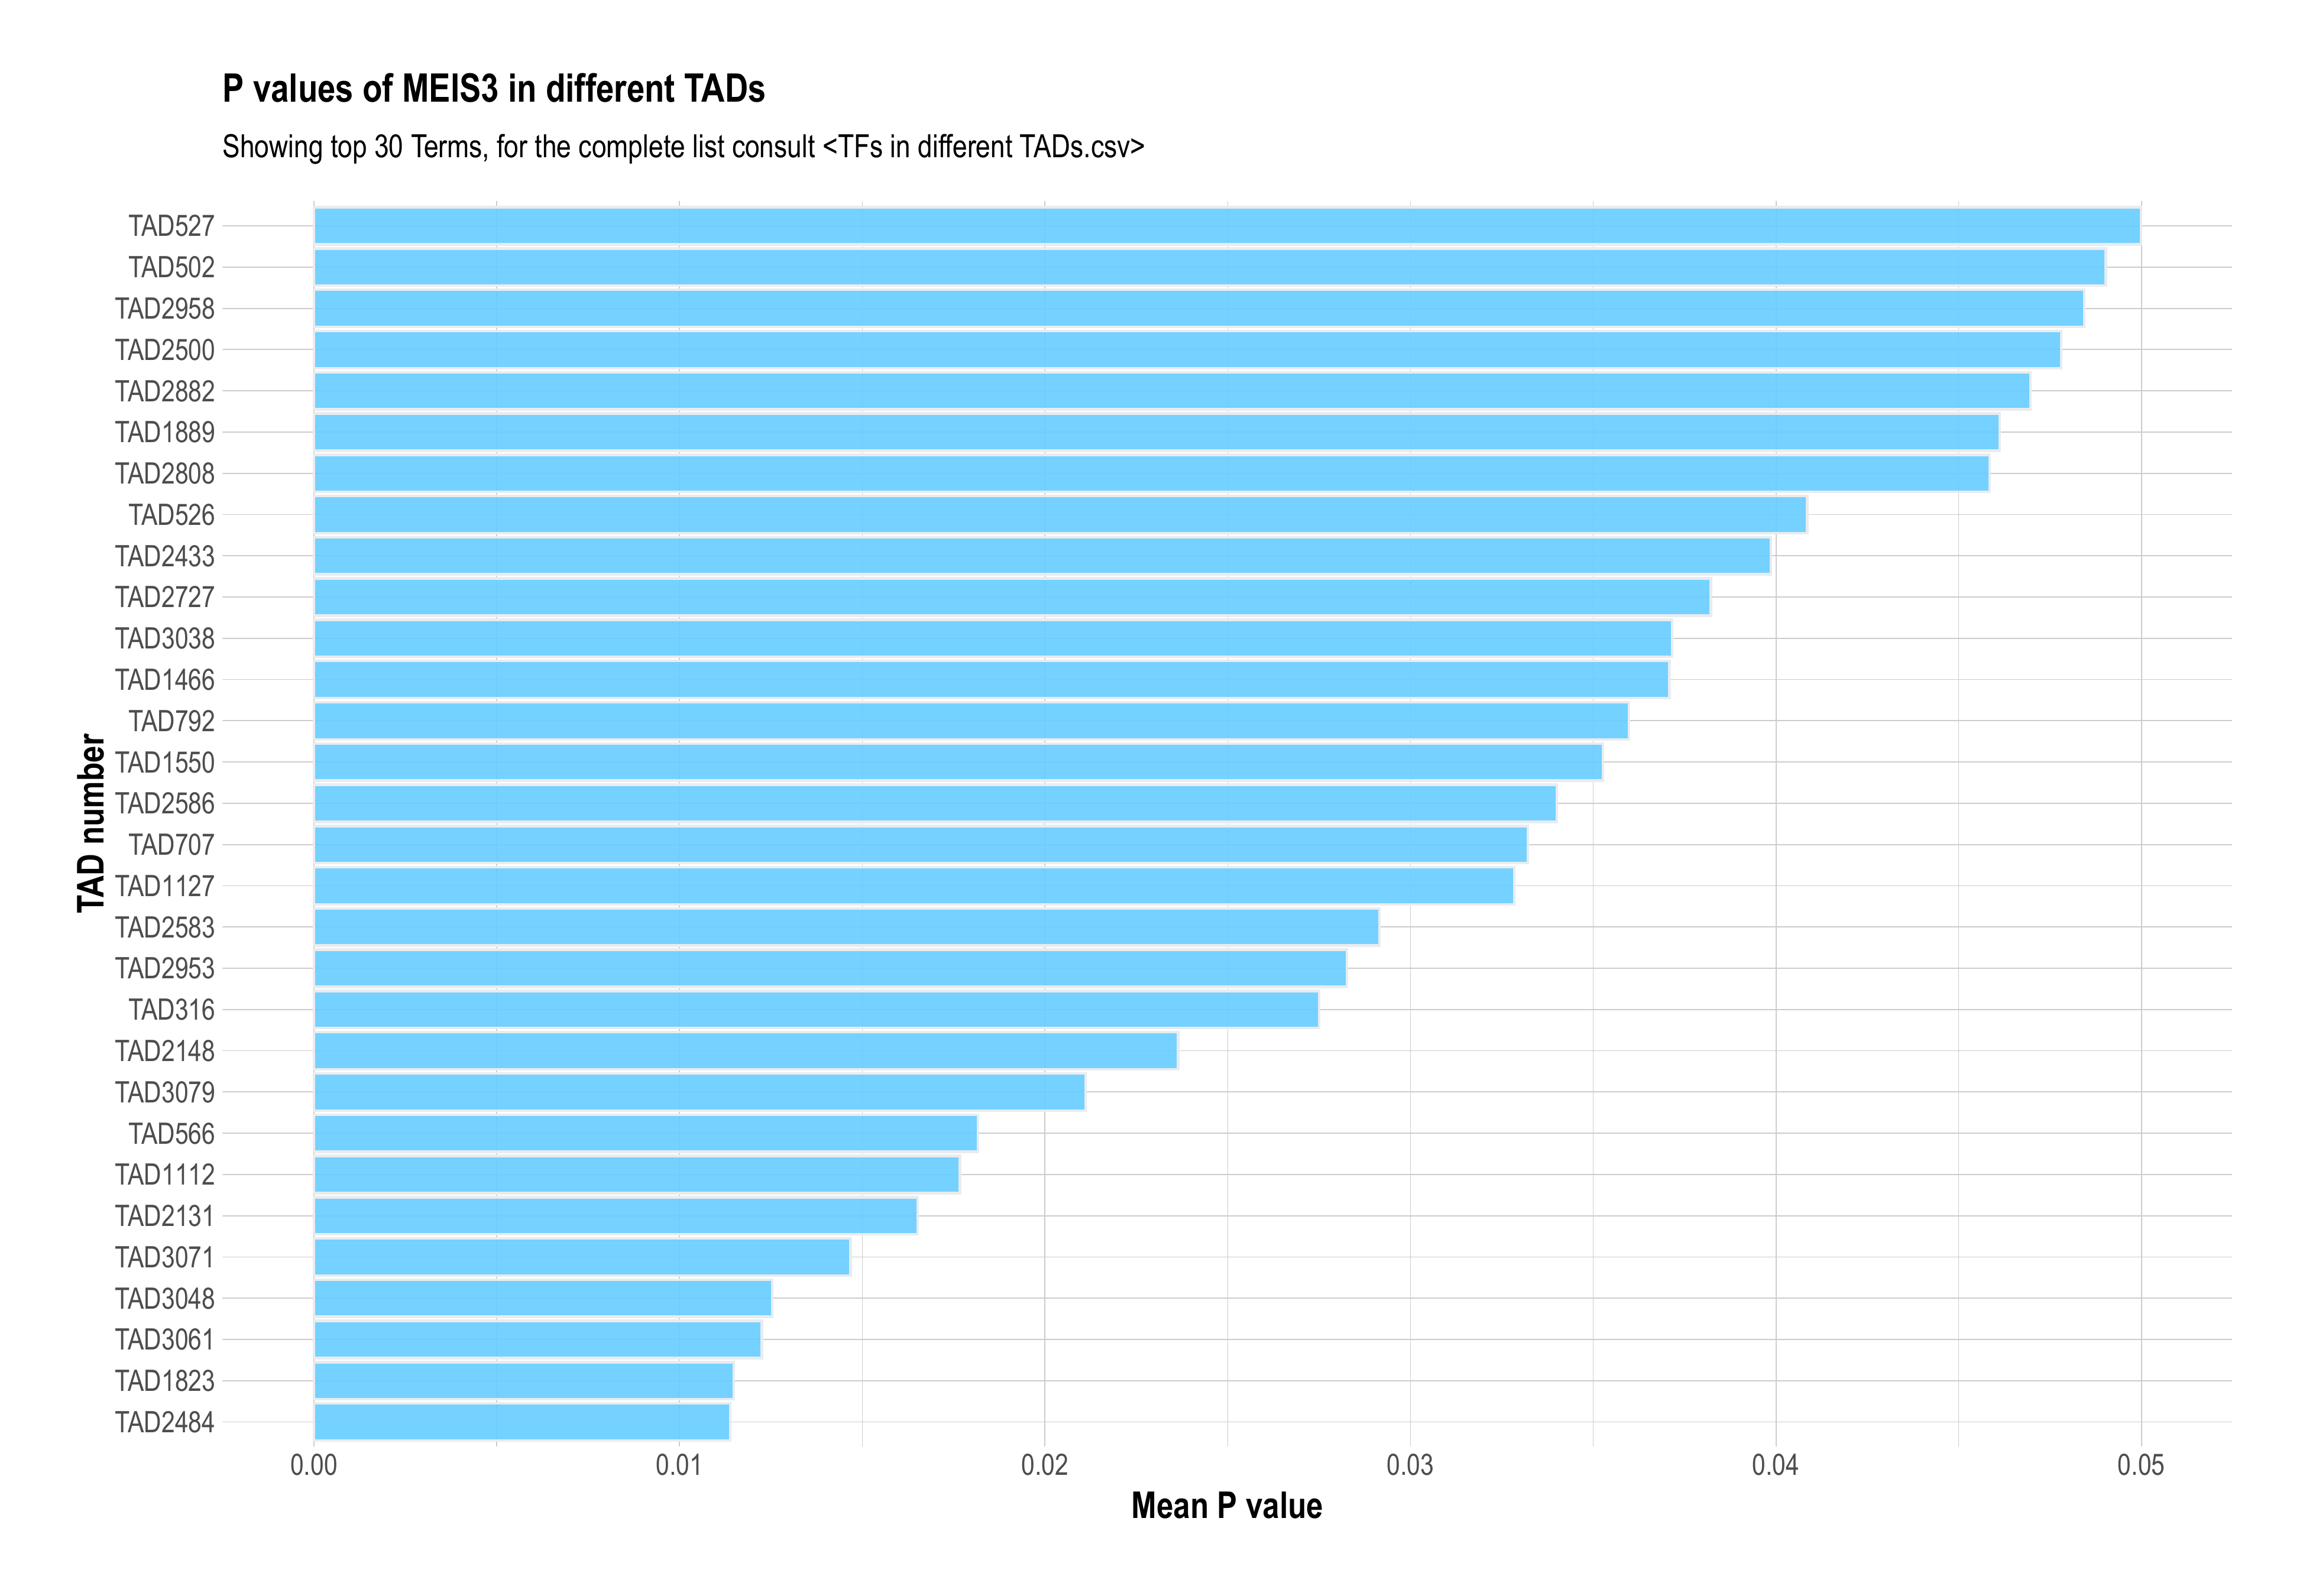 P values of MEIS3 in different TADs
Showing top 30 Terms, for the complete list consult <TFs in different TADs.csv>
TAD number
TAD527
TAD502
TAD2958
TAD2500
TAD2882
TAD1889
TAD2808
TAD526
TAD2433
TAD2727
TAD3038
TAD1466
TAD792
TAD1550
TAD2586
TAD707
TAD1127
TAD2583
TAD2953
TAD316
TAD2148
TAD3079
TAD566
TAD1112
TAD2131
TAD3071
TAD3048
TAD3061
TAD1823
TAD2484
0.00 0.01 0.02 0.03 0.04 0.05
Mean P value